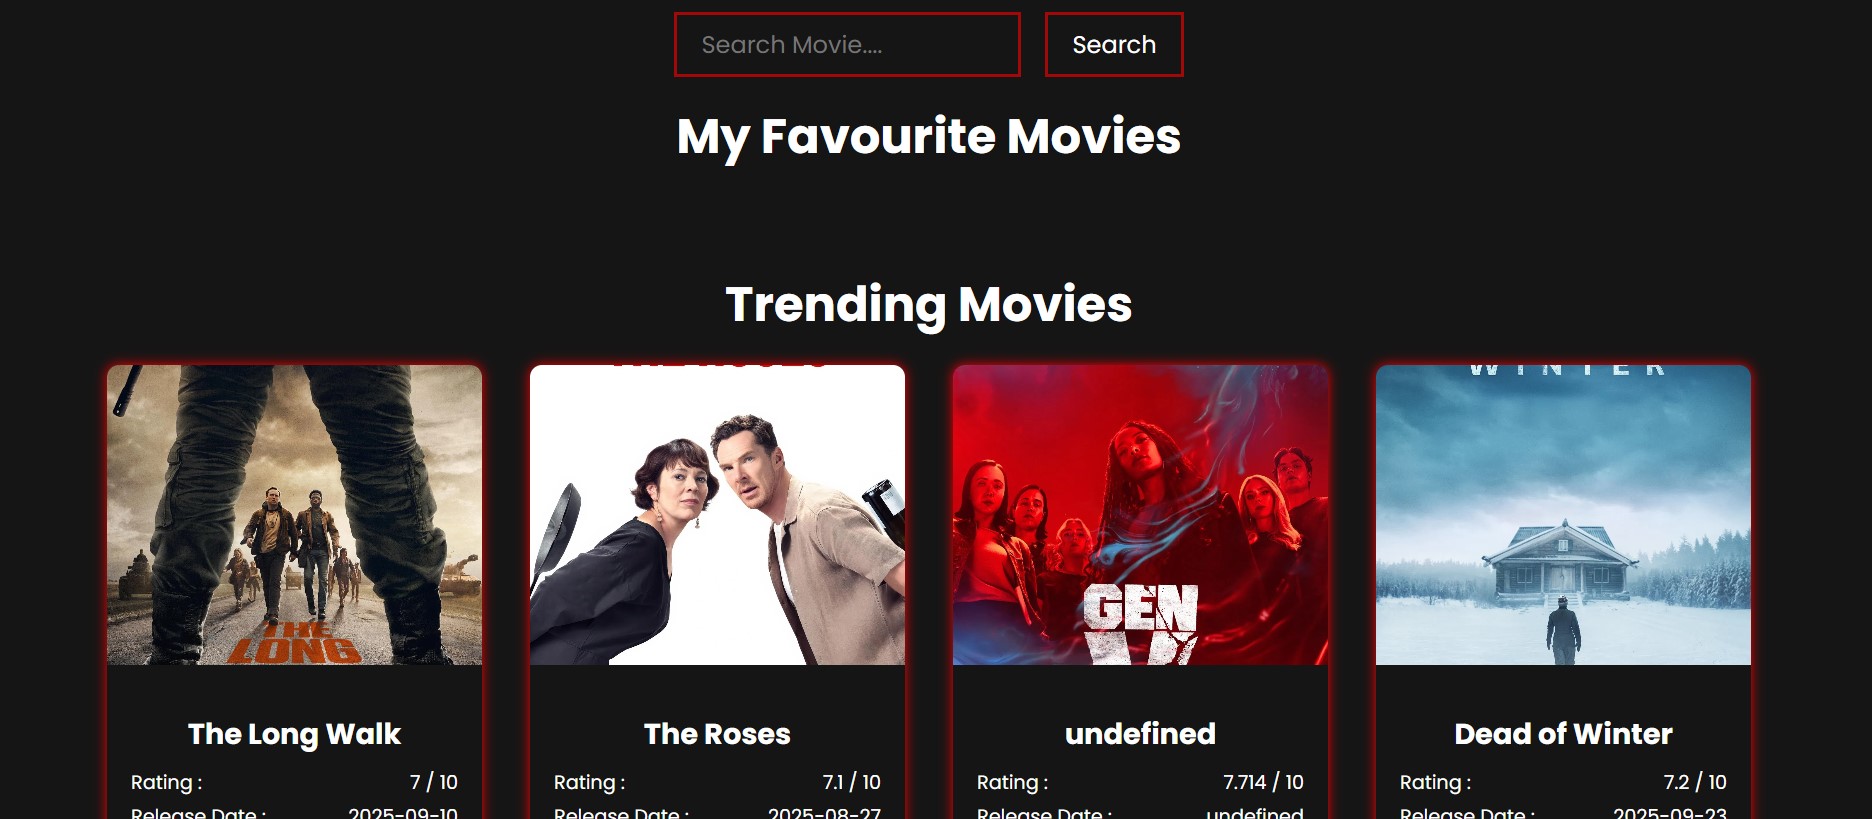 Search Movie....
Search
My Favourite Movies
Trending Movies
WINTER
THE
LONG
GEN
V
The Long Walk
The Roses
undefined
Dead of Winter
Rating : 7 / 10
Rating : 7.1 / 10
Rating : 7.714 / 10
Rating : 7.2 / 10
Release Date : 2025-09-10
Release Date : 2025-08-27
Release Date : undefined
Release Date : 2025-09-23